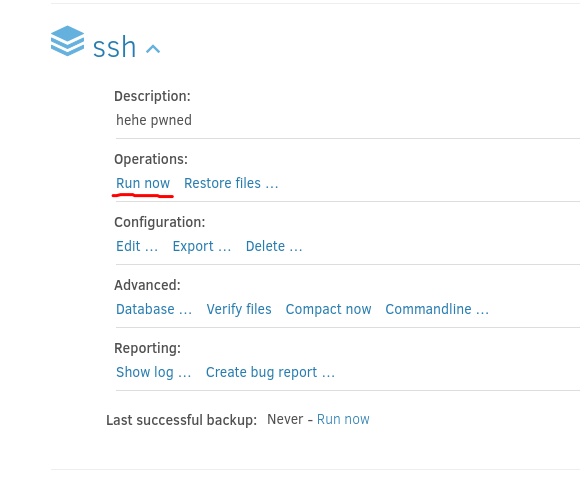 ssh
Description:
hehe pwned
Operations:
Run now Restore files ...
Configuration:
Edit ... Export ... Delete ...
Advanced:
Database ... Verify files Compact now Commandline ...
Reporting:
Show log ... Create bug report ...
Last successful backup: Never - Run now